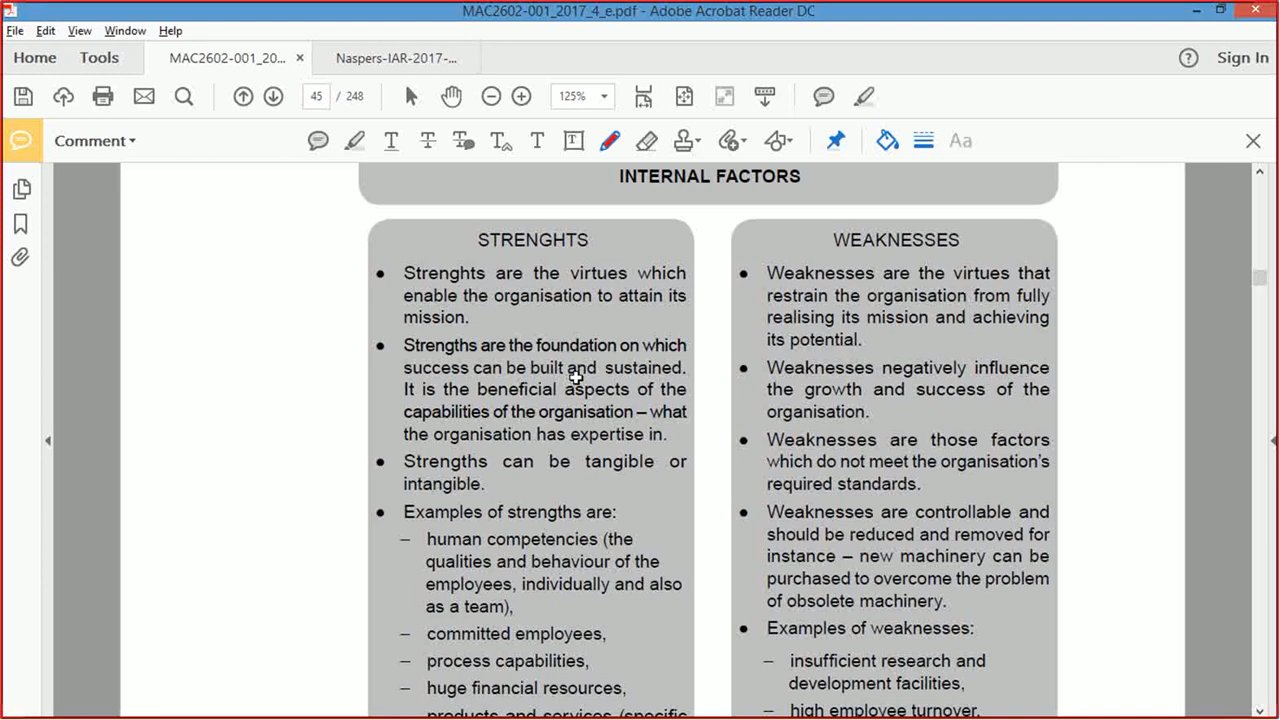 MAC2602-001_2017_4_e.pdf - Adobe Acrobat Reader DC
File Edit View Window Help
Home Tools MAC2602-001_20... × Naspers-IAR-2017-... Sign In
45 / 248 125%
Comment
INTERNAL FACTORS
STRENGHTS
• Strenghts are the virtues which
enable the organisation to attain its
mission.
• Strengths are the foundation on which
success can be built and sustained.
It is the beneficial aspects of the
capabilities of the organisation – what
the organisation has expertise in.
• Strengths can be tangible or
intangible.
• Examples of strengths are:
– human competencies (the
qualities and behaviour of the
employees, individually and also
as a team),
– committed employees,
– process capabilities,
– huge financial resources,
products and services (specific
WEAKNESSES
• Weaknesses are the virtues that
restrain the organisation from fully
realising its mission and achieving
its potential.
• Weaknesses negatively influence
the growth and success of the
organisation.
• Weaknesses are those factors
which do not meet the organisation's
required standards.
• Weaknesses are controllable and
should be reduced and removed for
instance – new machinery can be
purchased to overcome the problem
of obsolete machinery.
• Examples of weaknesses:
– insufficient research and
development facilities,
– high employee turnover,